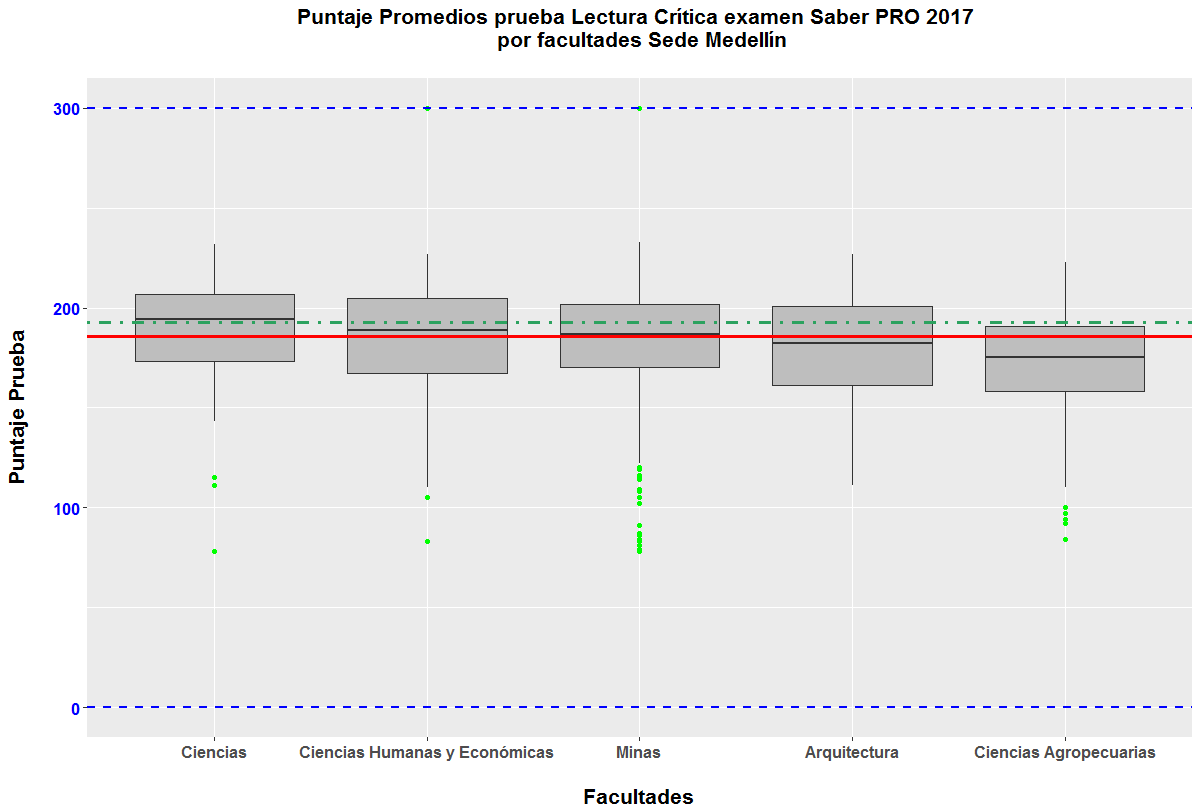 Puntaje Promedios prueba Lectura Crítica examen Saber PRO 2017
por facultades Sede Medellín
300
200
100
0
Puntaje Prueba
Ciencias
Ciencias Humanas y Económicas
Minas
Arquitectura
Ciencias Agropecuarias
Facultades